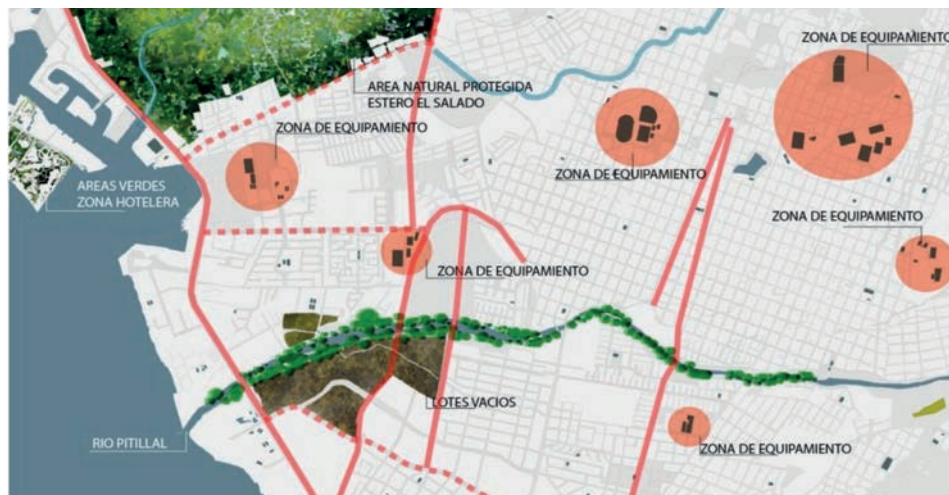 ZONA DE EQUIPAMIENTO
AREA NATURAL PROTEGIDA
ESTERO EL SALADO
ZONA DE EQUIPAMIENTO
ZONA DE EQUIPAMIENTO
AREAS VERDES
ZONA HOTELERA
ZONA DE EQUIPAMIENTO
ZONA DE EQUIPAMIENTO
LOTES VACIOS
RIO PITILLAL
ZONA DE EQUIPAMIENTO